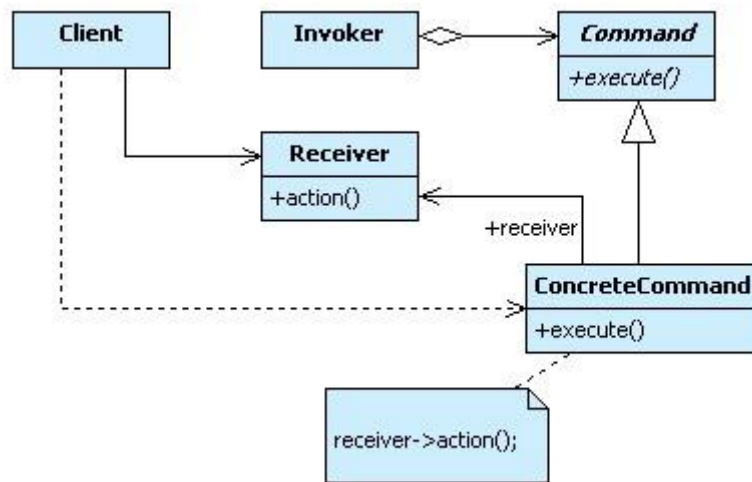 Client
Invoker
Command
+execute()
Receiver
+action()
+receiver
ConcreteCommand
+execute()
receiver->action();